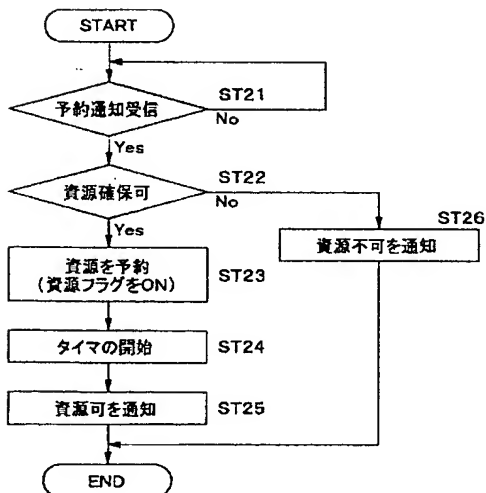 START
予約通知受信
ST21
No
Yes
資源確保可
ST22
No
Yes
ST26
資源不可を通知
資源を予約
(資源フラグをON)
ST23
タイマの開始
ST24
資源可を通知
ST25
END